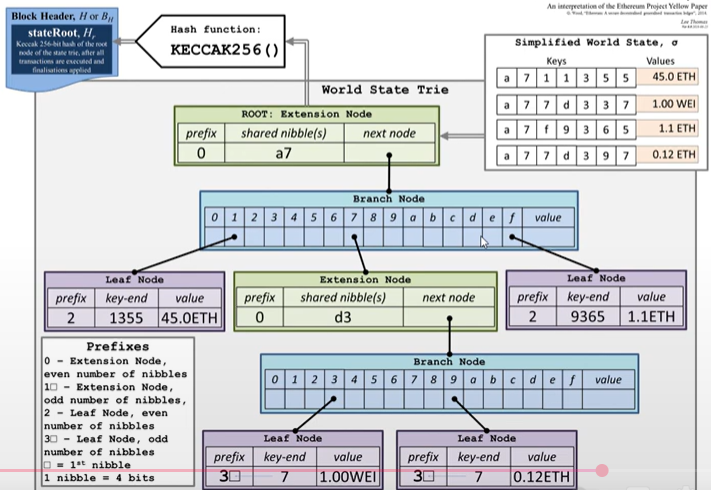 An interpretation of the Ethereum Project Yellow Paper
G. Wood, "Ethereum: A secure decentralised generalised transaction ledger",
Lee Thomas
Block Header, H or B_H
stateRoot, H_r
Keccak 256-bit hash of the root
node of the state trie, after all
transactions are executed and
finalisations applied
Hash function:
KECCAK256()
Simplified World State, σ
Keys Values
a 7 1 1 3 5 5 45.0 ETH
a 7 7 d 3 3 7 1.00 WEI
a 7 f 9 3 6 5 1.1 ETH
a 7 7 d 3 9 7 0.12 ETH
World State Trie
ROOT: Extension Node
prefix shared nibble(s) next node
0 a7
Branch Node
0 1 2 3 4 5 6 7 8 9 a b c d e f value
Leaf Node
prefix key-end value
2 1355 45.0ETH
Extension Node
prefix shared nibble(s) next node
0 d3
Leaf Node
prefix key-end value
2 9365 1.1ETH
Prefixes
0 - Extension Node,
even number of nibbles
1□ - Extension Node,
odd number of nibbles,
2 - Leaf Node, even
number of nibbles
3□ - Leaf Node, odd
number of nibbles
□ = 1st nibble
1 nibble = 4 bits
Branch Node
0 1 2 3 4 5 6 7 8 9 a b c d e f value
Leaf Node
prefix key-end value
3□ 7 1.00WEI
Leaf Node
prefix key-end value
3□ 7 0.12ETH